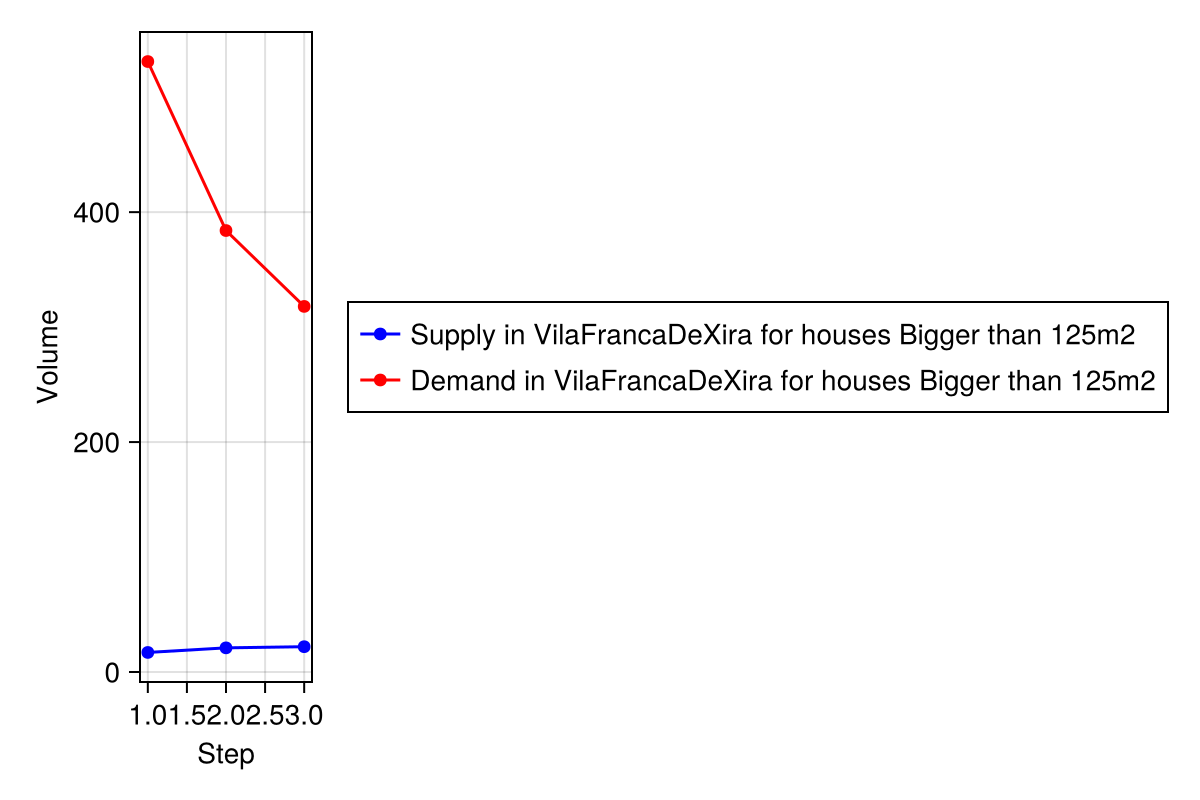 Volume
400
200
0
1.01.52.02.53.0
Step
Supply in VilaFrancaDeXira for houses Bigger than 125m2
Demand in VilaFrancaDeXira for houses Bigger than 125m2